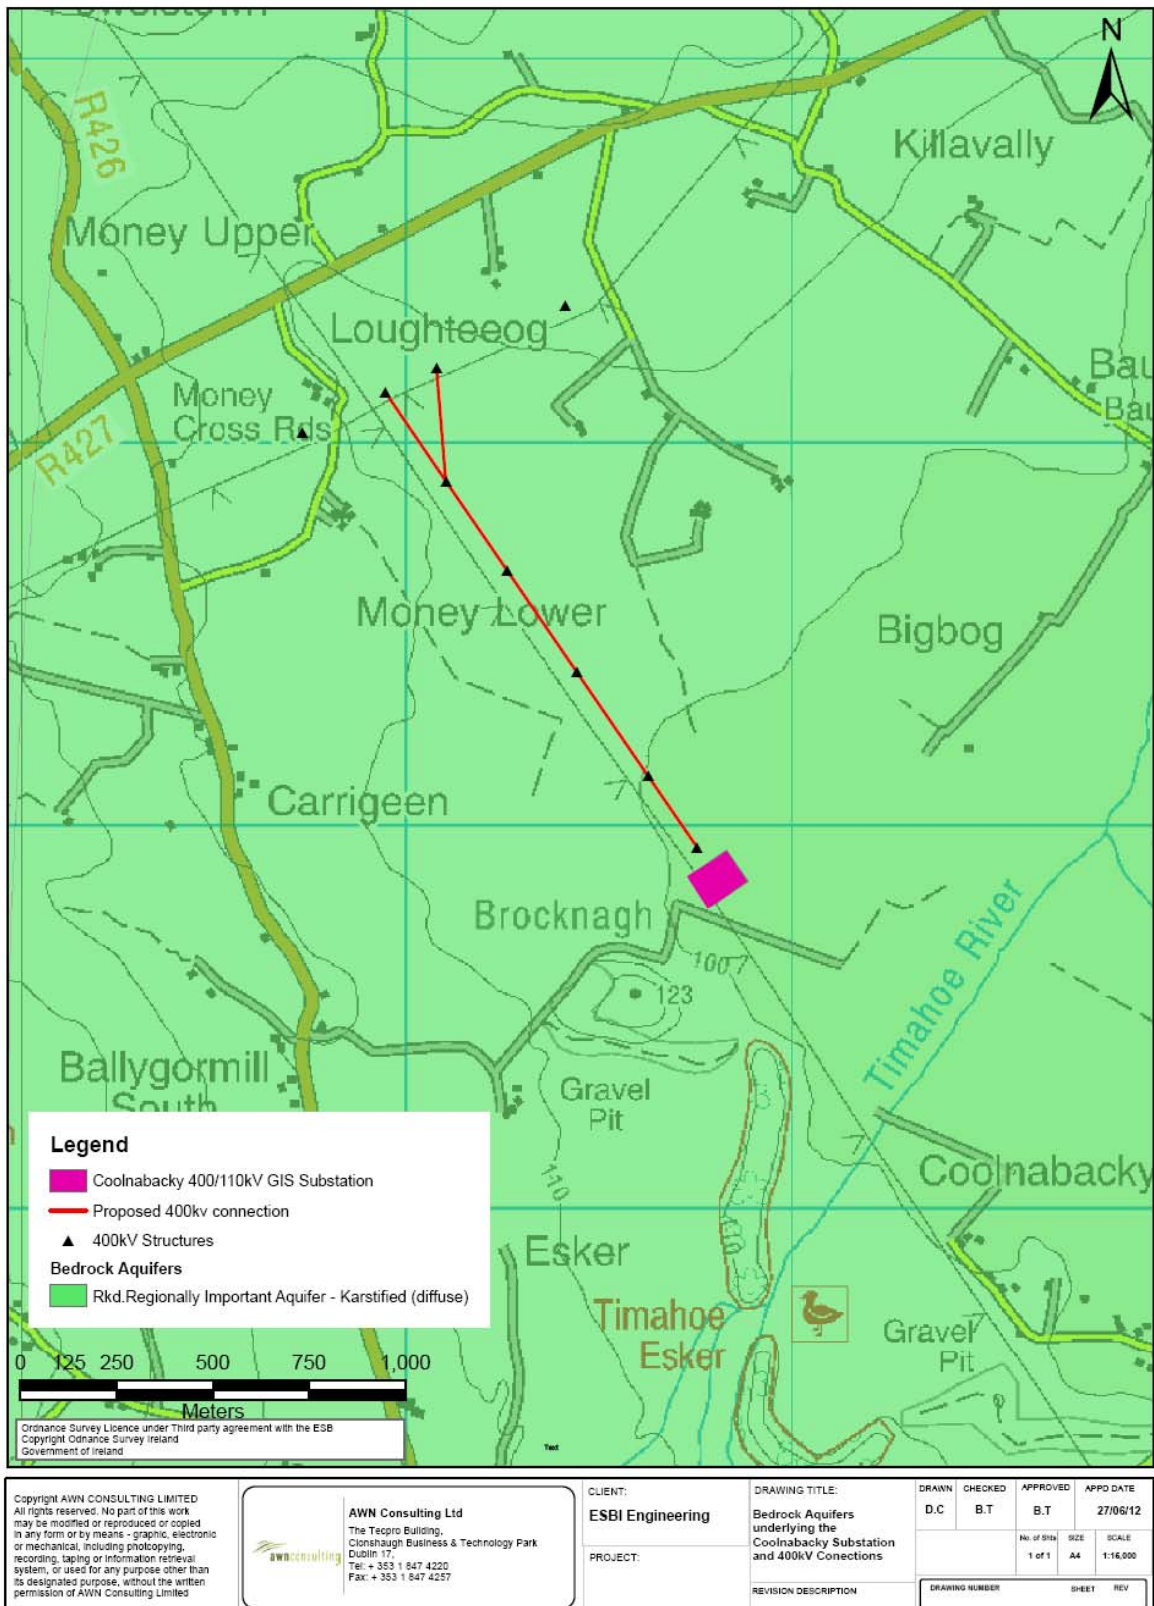 N
R426
Killavally
Money Upper
Loughteeog
Bau
Money
Cross Rds
Bau
R427
Money Lower
Bigbog
Carrigeen
Brocknagh
100
123
Timahoe River
Ballygormill
South
Gravel
Pit
110
Coolnabacky
110
Esker
Timahoe
Esker
Gravel
Pit
Legend
Coolnabacky 400/110kV GIS Substation
Proposed 400kv connection
400kV Structures
Bedrock Aquifers
Rkd.Regionally Important Aquifer - Karstified (diffuse)
0 125 250 500 750 1,000
Meters
Ordnance Survey Licence under Third party agreement with the ESB
Copyright Odnance Survey Ireland
Government of Ireland
Text
Copyright AWN CONSULTING LIMITED
All rights reserved. No part of this work
may be modified or reproduced or copied
in any form or by means - graphic, electronic
or mechanical, including photcopying,
recording, taping or information retrieval
system, or used for any purpose other than
its designated purpose, without the written
permission of AWN Consulting Limited
awnconsulting
AWN Consulting Ltd
The Tecpro Building,
Clonshaugh Business & Technology Park
Dublin 17,
Tel: + 353 1 847 4220
Fax: + 353 1 847 4257
CLIENT:
ESBI Engineering
PROJECT:
DRAWING TITLE:
Bedrock Aquifers
underlying the
Coolnabacky Substation
and 400kV Conections
REVISION DESCRIPTION
DRAWN CHECKED APPROVED APPD DATE
D.C B.T B.T 27/06/12
No. of Shts SIZE SCALE
1 of 1 A4 1:16,000
DRAWING NUMBER SHEET REV